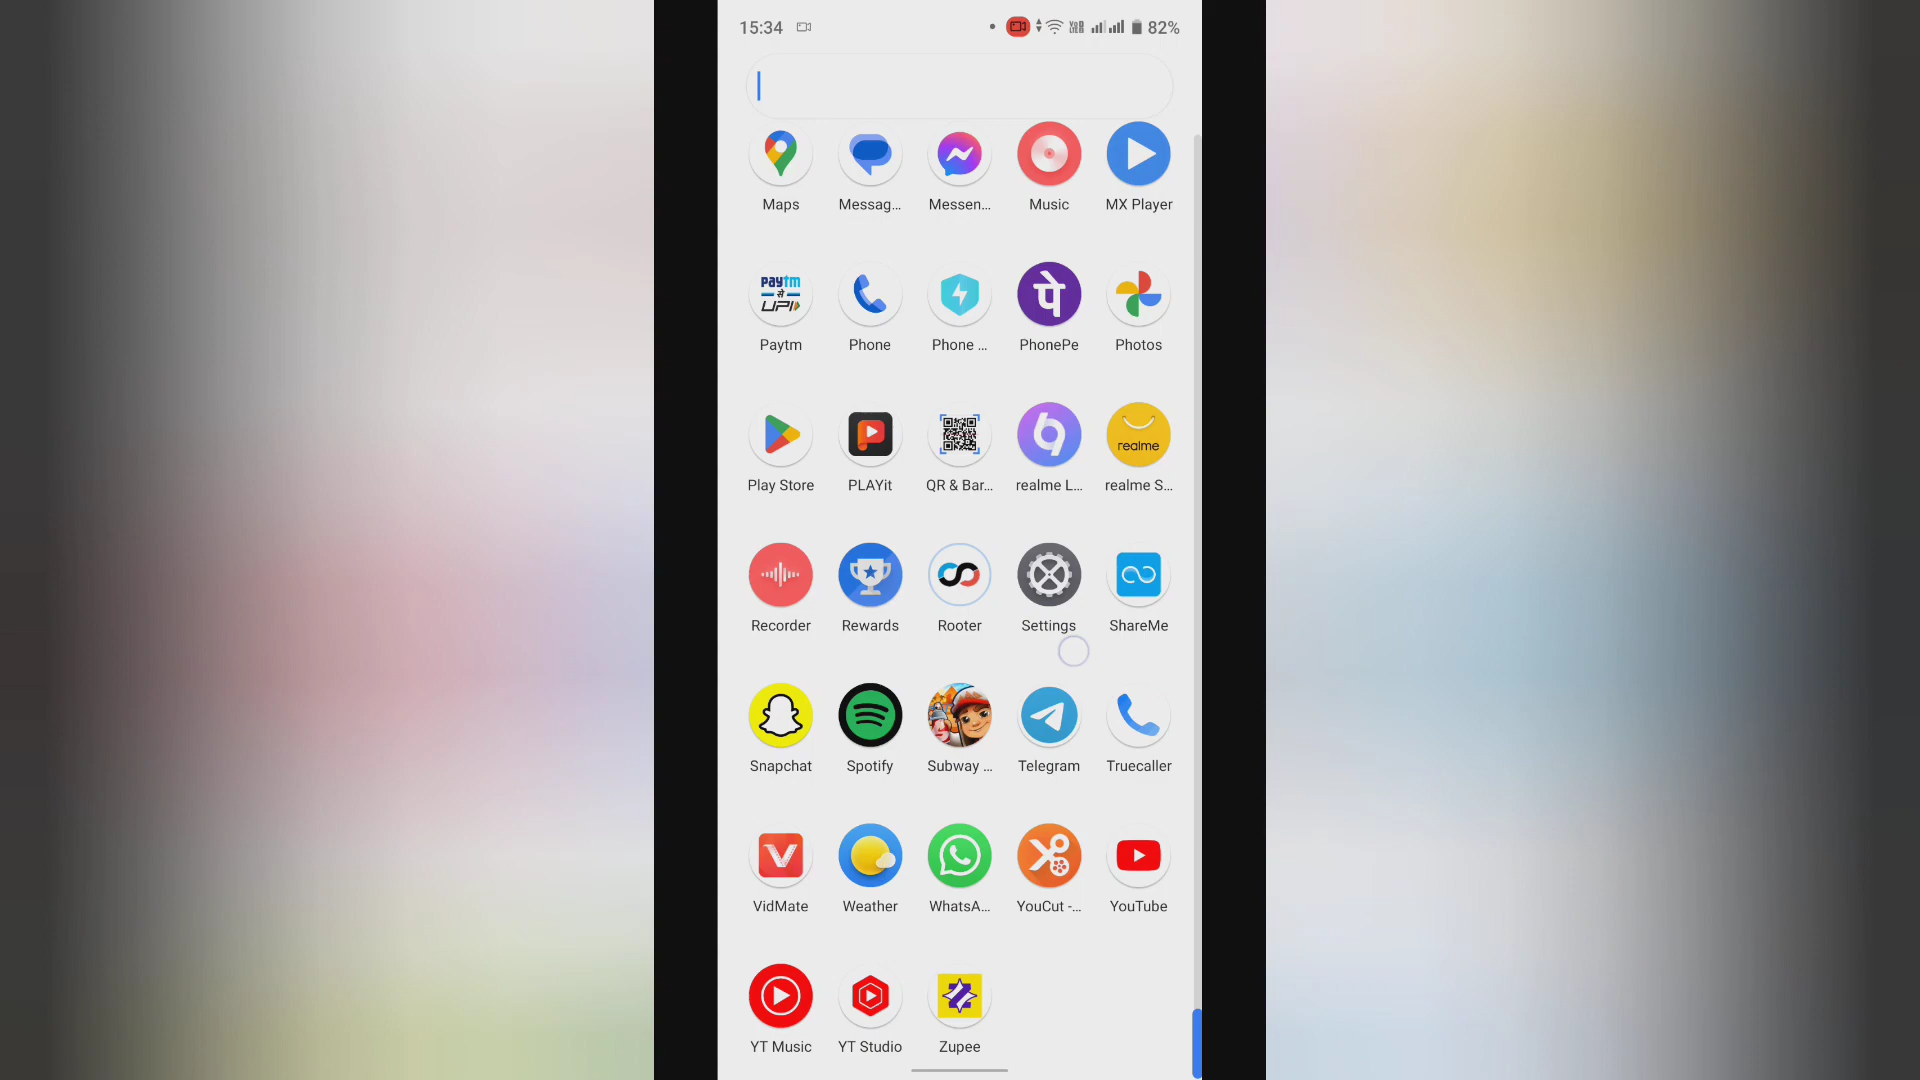 15:34 82%
Maps Messag... Messen... Music MX Player
paytm
से
UPI
पे
Paytm Phone Phone ... PhonePe Photos
realme
Play Store PLAYit QR & Bar... realme L... realme S...
Recorder Rewards Rooter Settings ShareMe
Snapchat Spotify Subway ... Telegram Truecaller
VidMate Weather WhatsA... YouCut -... YouTube
YT Music YT Studio Zupee